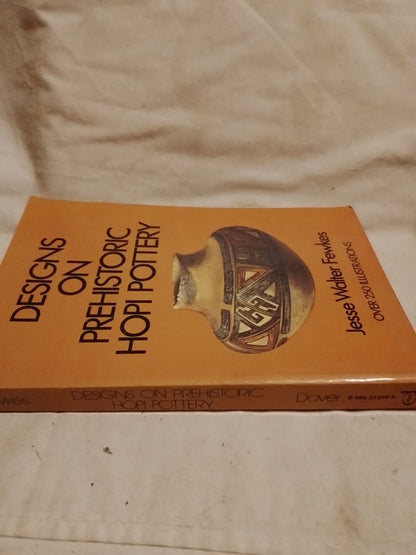 DESIGNS
ON
PREHISTORIC
HOPI POTTERY
Jesse Walter Fewkes
OVER 250 ILLUSTRATIONS
DESIGNS ON PREHISTORIC
HOPI POTTERY
Dover